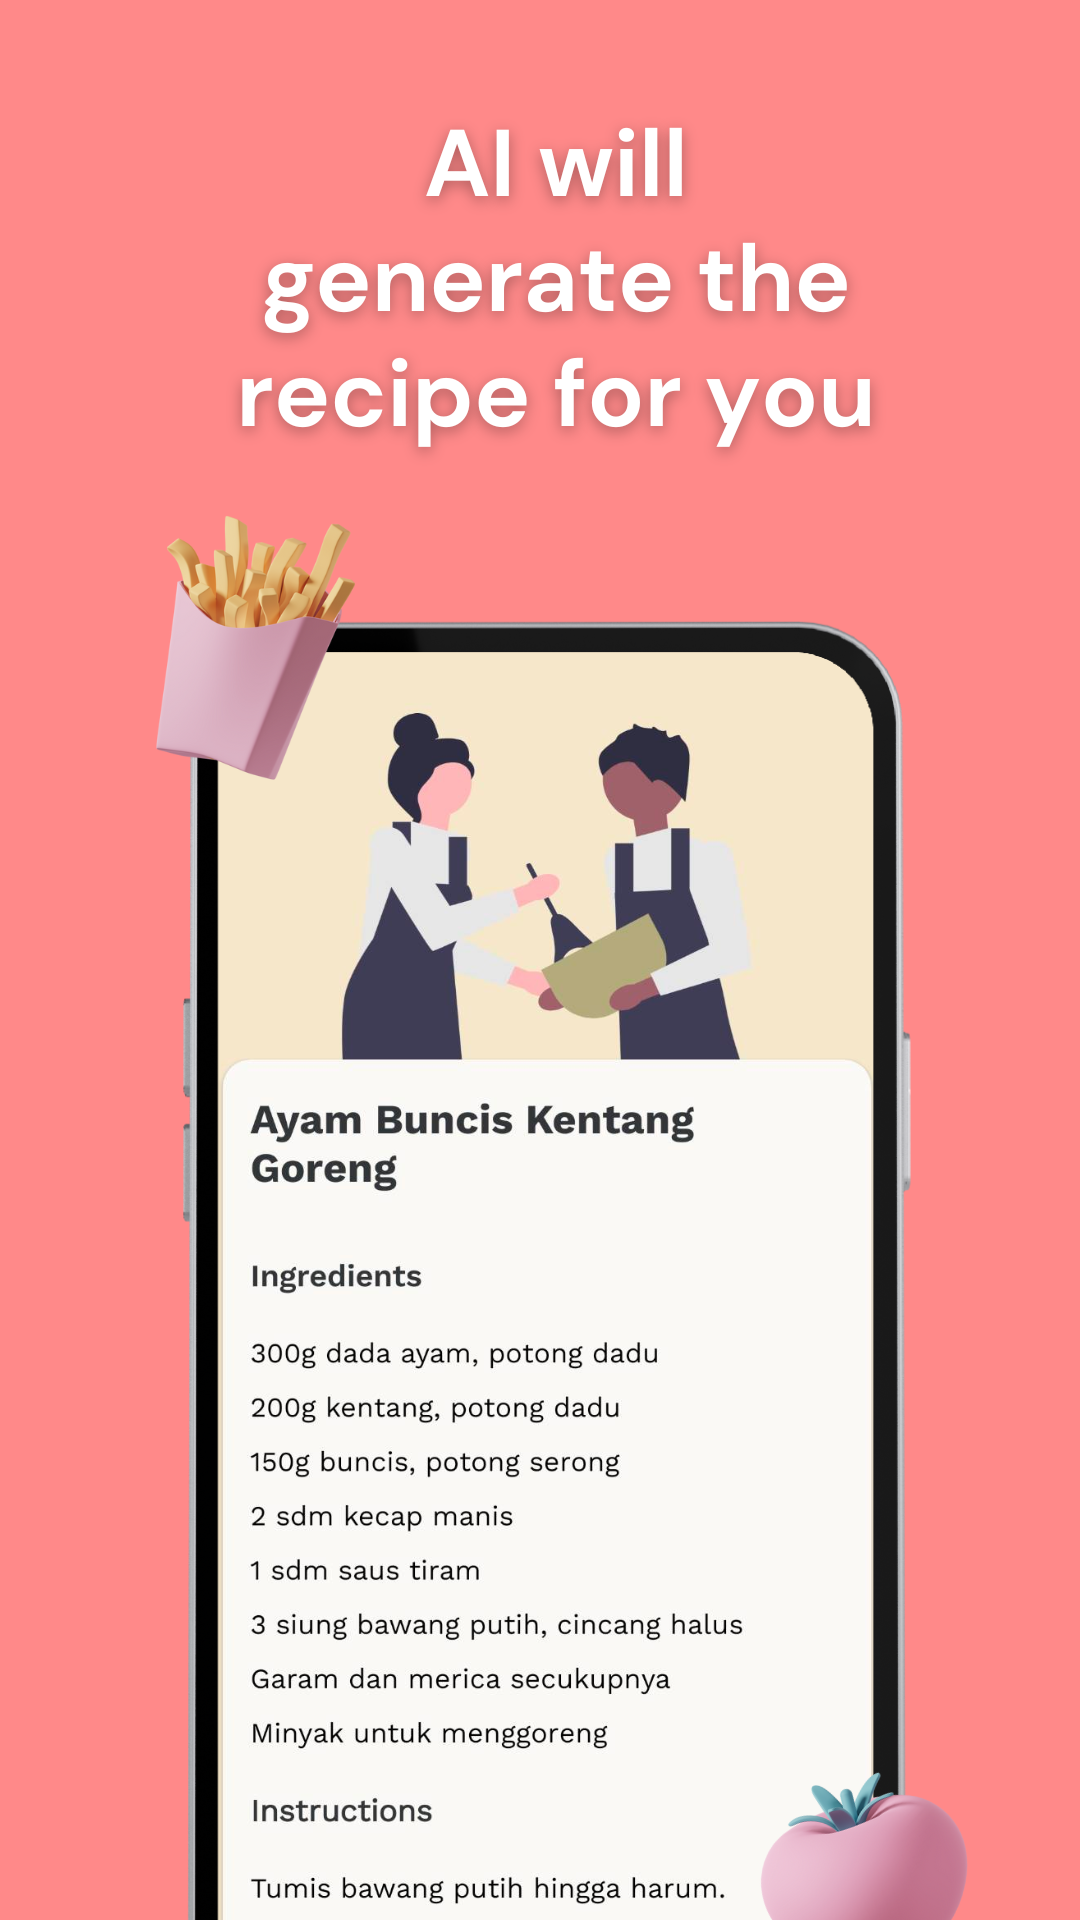 AI will
generate the
recipe for you
Ayam Buncis Kentang
Goreng
Ingredients
300g dada ayam, potong dadu
200g kentang, potong dadu
150g buncis, potong serong
2 sdm kecap manis
1 sdm saus tiram
3 siung bawang putih, cincang halus
Garam dan merica secukupnya
Minyak untuk menggoreng
Instructions
Tumis bawang putih hingga harum.